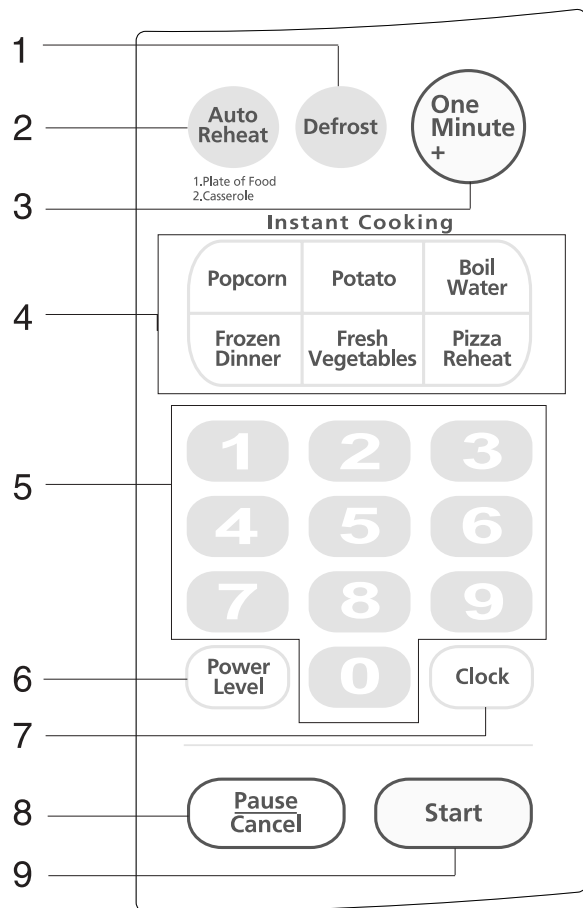 1
2
3
4
5
6
7
8
9
Auto
Reheat
1.Plate of Food
2.Casserole
Defrost
One
Minute
+
Instant Cooking
Popcorn
Potato
Boil
Water
Frozen
Dinner
Fresh
Vegetables
Pizza
Reheat
1 2 3
4 5 6
7 8 9
Power
Level
0
Clock
Pause
Cancel
Start